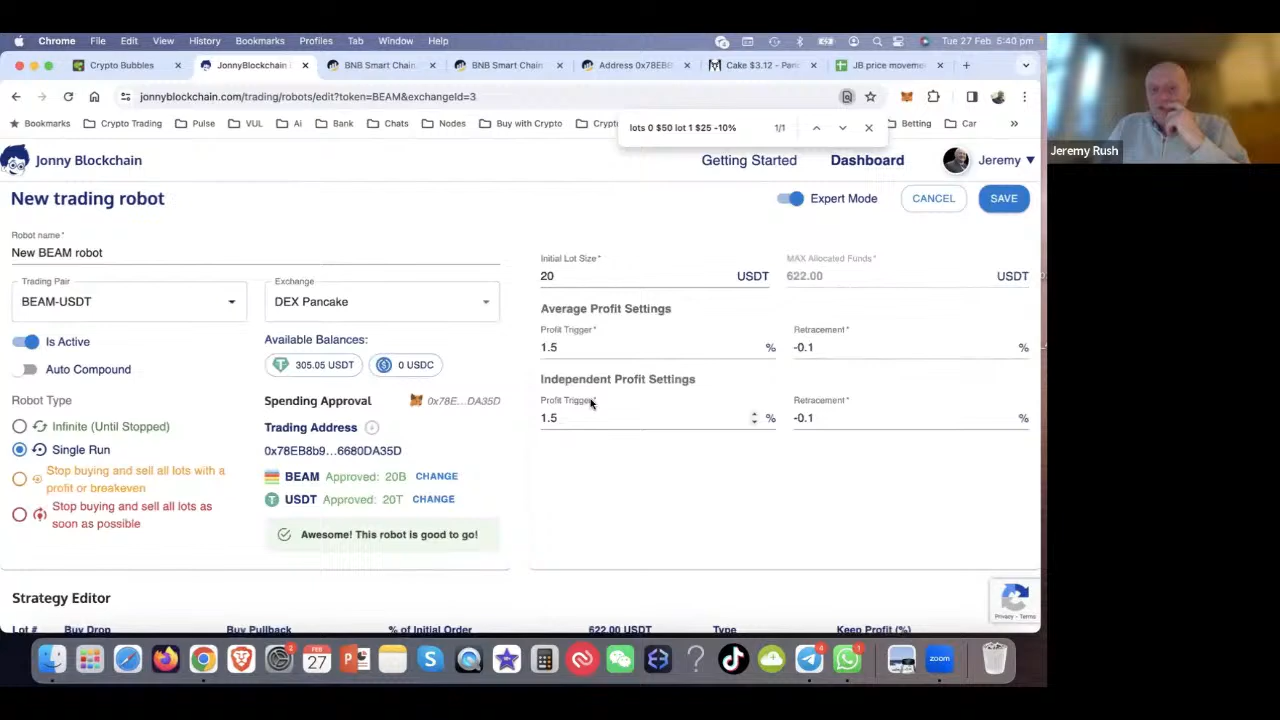 Chrome File Edit View History Bookmarks Profiles Tab Window Help Tue 27 Feb. 5:40 pm
Crypto Bubbles JonnyBlockchain BNB Smart Chain BNB Smart Chain Address 0x78EB8 Cake $3.12 - Panc JB price moveme
jonnyblockchain.com/trading/robots/edit?token=BEAM&exchangeId=3
Bookmarks Crypto Trading Pulse VUL Ai Bank Chats Nodes Buy with Crypto Betting Car
lots 0 $50 lot 1 $25 -10% 1/1
Jonny Blockchain Getting Started Dashboard Jeremy
Jeremy Rush
New trading robot Expert Mode CANCEL SAVE
Robot name*
New BEAM robot
Trading Pair
BEAM-USDT
Exchange
DEX Pancake
Is Active
Auto Compound
Robot Type
Infinite (Until Stopped)
Single Run
Stop buying and sell all lots with a
profit or breakeven
Stop buying and sell all lots as
soon as possible
Available Balances:
305.05 USDT 0 USDC
Spending Approval 0x78E...DA35D
Trading Address
0x78EB8b9...6680DA35D
BEAM Approved: 20B CHANGE
USDT Approved: 20T CHANGE
Awesome! This robot is good to go!
Initial Lot Size* MAX Allocated Funds*
20 USDT 622.00 USDT
Average Profit Settings
Profit Trigger* Retracement*
1.5 % -0.1 %
Independent Profit Settings
Profit Trigger* Retracement*
1.5 % -0.1 %
Strategy Editor
Lot # Buy Drop Buy Pullback % of Initial Order 622.00 USDT Type Keep Profit (%)
Privacy - Terms
FEB
27
zoom